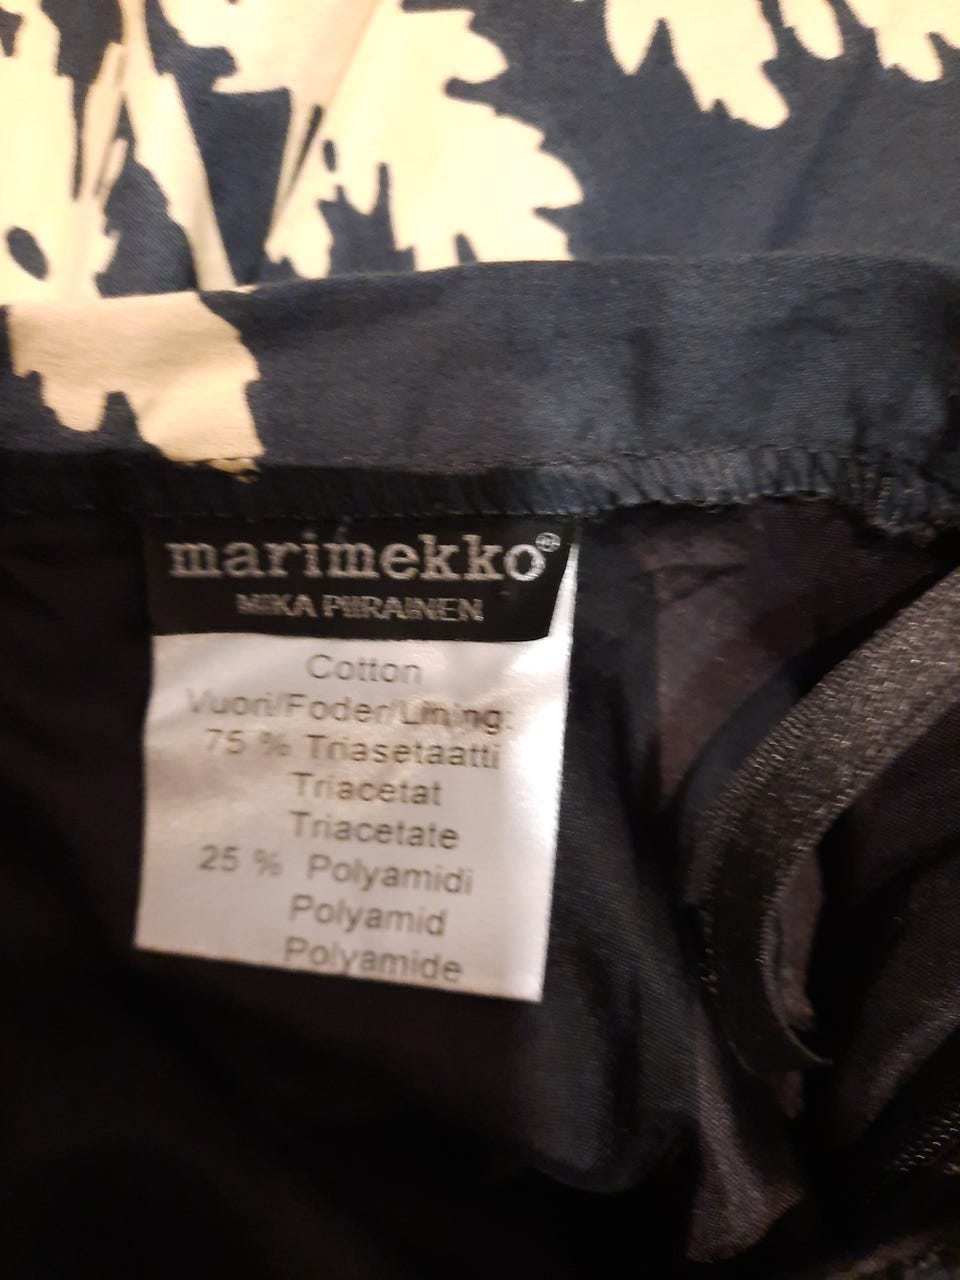 marimekko®
MIKA PIIRAINEN
Cotton
Vuori/Foder/Lining:
75 % Triasetaatti
Triacetat
Triacetate
25 % Polyamidi
Polyamid
Polyamide